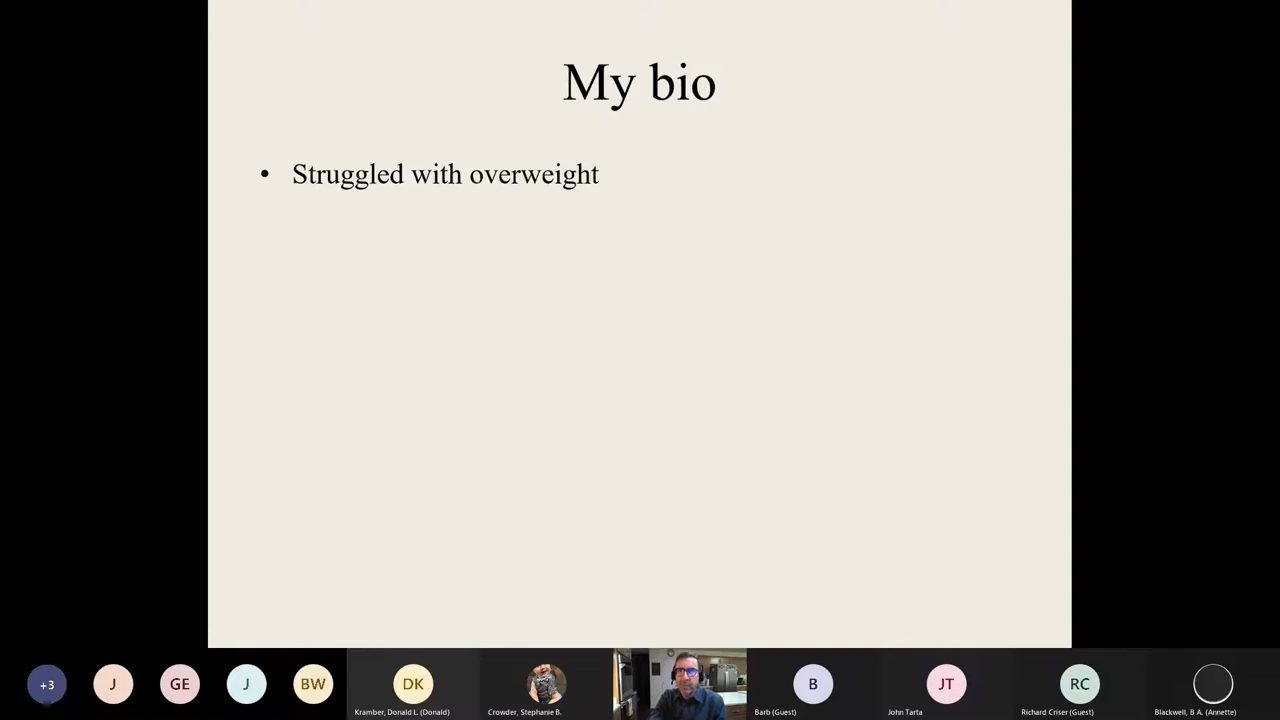 My bio
• Struggled with overweight
+3
J
GE
J
BW
DK
Kramber, Donald L. (Donald)
Crowder, Stephanie B.
B
Barb (Guest)
JT
John Tarta
RC
Richard Criser (Guest)
Blackwell, B A. (Annette)